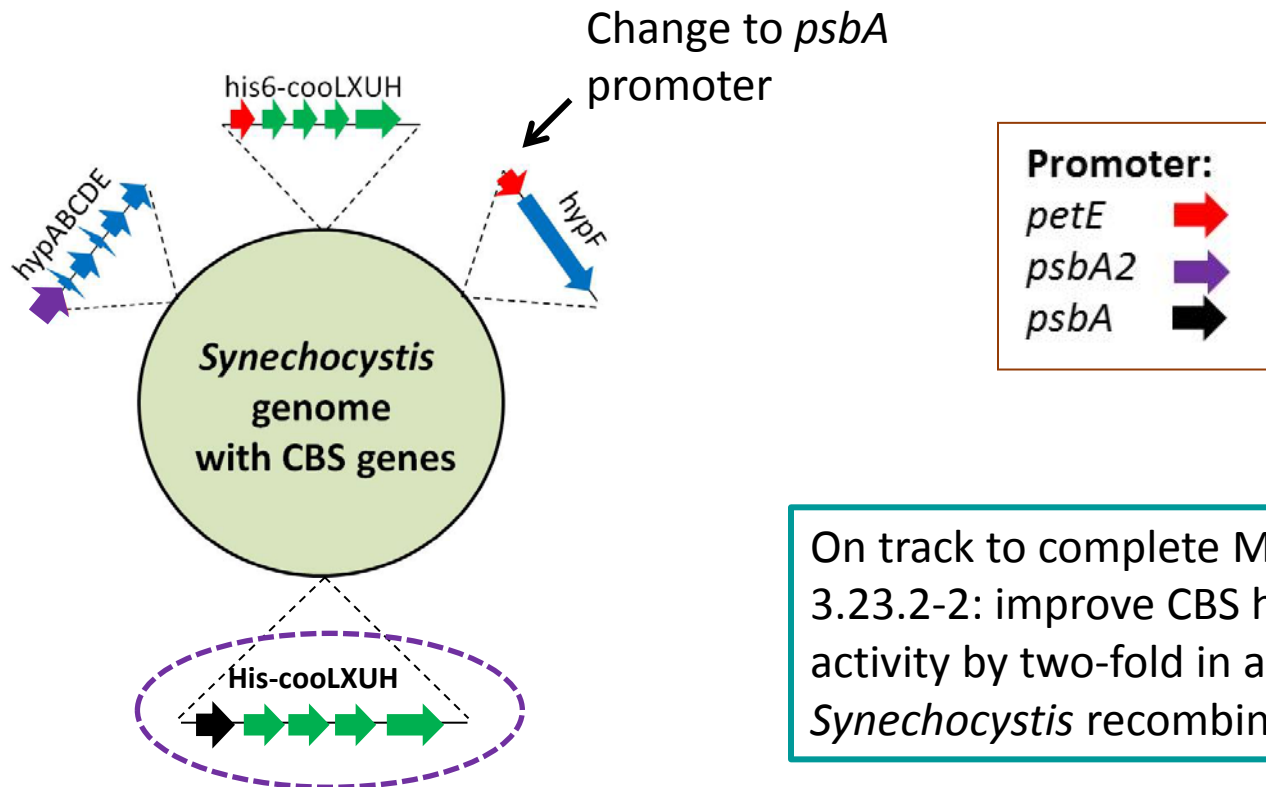 Change to psbA
promoter
his6-cooLXUH
hypABCDE
hypF
Promoter:
petE
psbA2
psbA
Synechocystis
genome
with CBS genes
On track to complete
3.23.2-2: improve CBS
activity by two-fold in
Synechocystis
His-cooLXUH